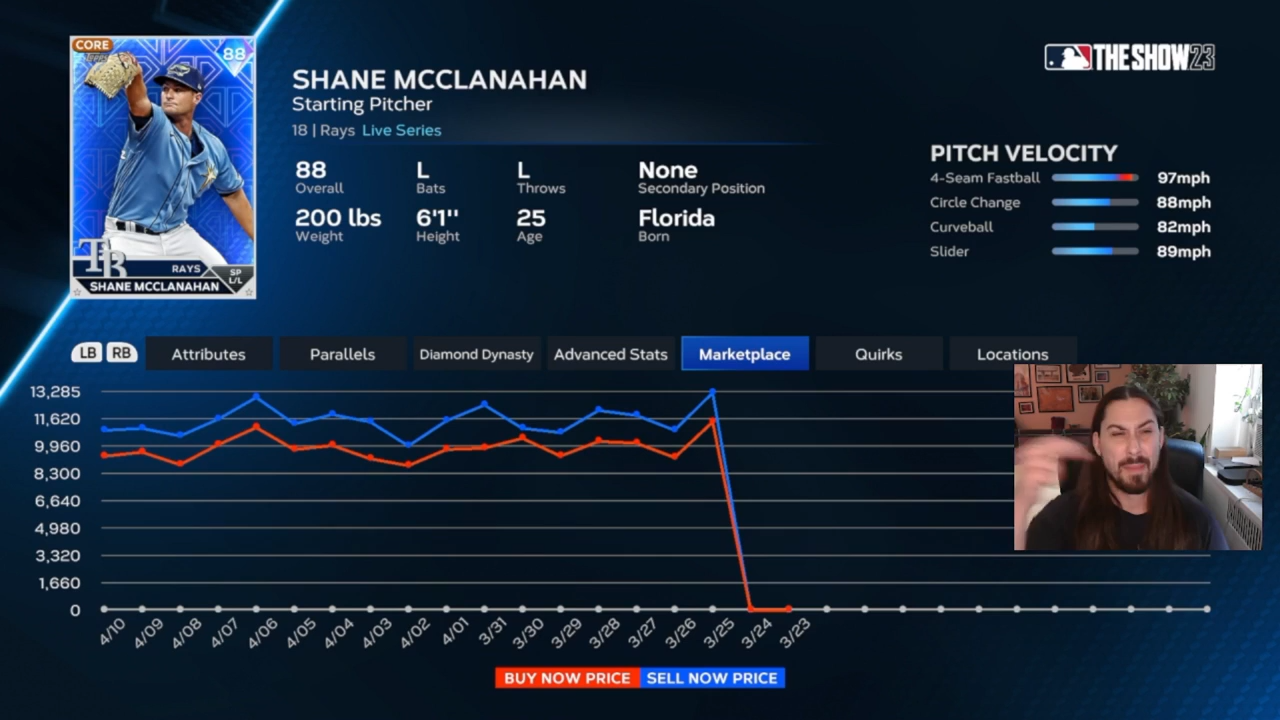 CORE
88
TB
RAYS
SP
L/L
SHANE MCCLANAHAN
SHANE MCCLANAHAN
Starting Pitcher
18 | Rays Live Series
88
Overall
L
Bats
L
Throws
None
Secondary Position
200 lbs
Weight
6'1''
Height
25
Age
Florida
Born
THE SHOW 23
PITCH VELOCITY
4-Seam Fastball 97mph
Circle Change 88mph
Curveball 82mph
Slider 89mph
LB RB Attributes Parallels Diamond Dynasty Advanced Stats Marketplace Quirks Locations
13,285
11,620
9,960
8,300
6,640
4,980
3,320
1,660
0
4/10 4/09 4/08 4/07 4/06 4/05 4/04 4/03 4/02 4/01 3/31 3/30 3/29 3/28 3/27 3/26 3/25 3/24 3/23
BUY NOW PRICE SELL NOW PRICE